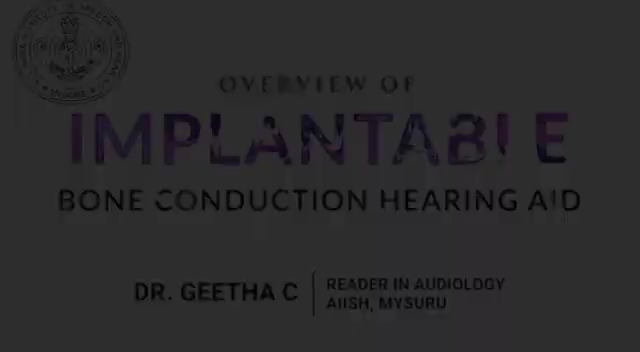 OVERVIEW OF
IMPLANTABLE
BONE CONDUCTION HEARING AID
DR. GEETHA C
READER IN AUDIOLOGY
AIISH, MYSURU